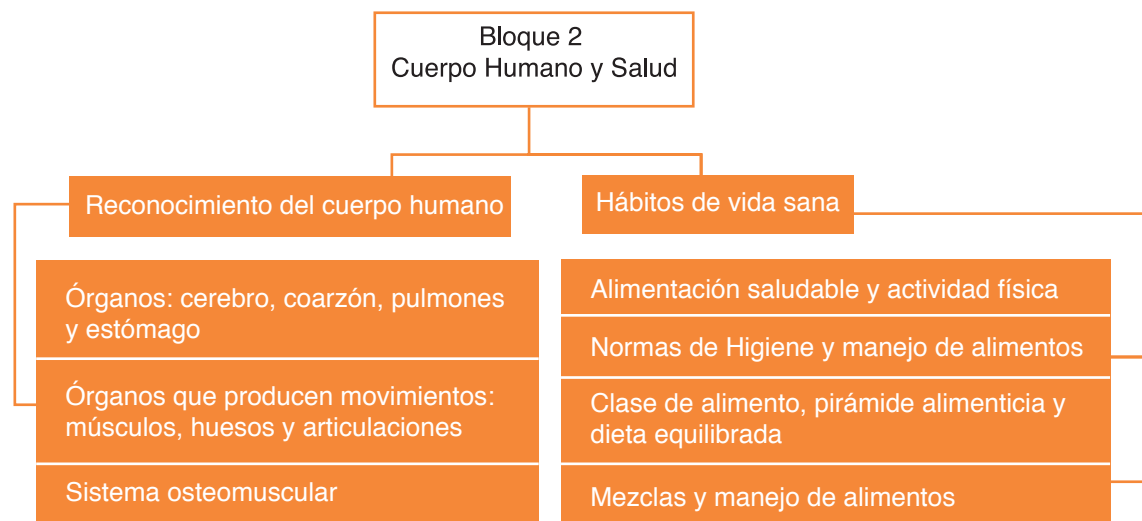 Bloque 2
Cuerpo Humano y Salud
Reconocimiento del cuerpo humano
Hábitos de vida sana
Órganos: cerebro, coarzón, pulmones
y estómago
Órganos que producen movimientos:
músculos, huesos y articulaciones
Sistema osteomuscular
Alimentación saludable y actividad física
Normas de Higiene y manejo de alimentos
Clase de alimento, pirámide alimenticia y
dieta equilibrada
Mezclas y manejo de alimentos